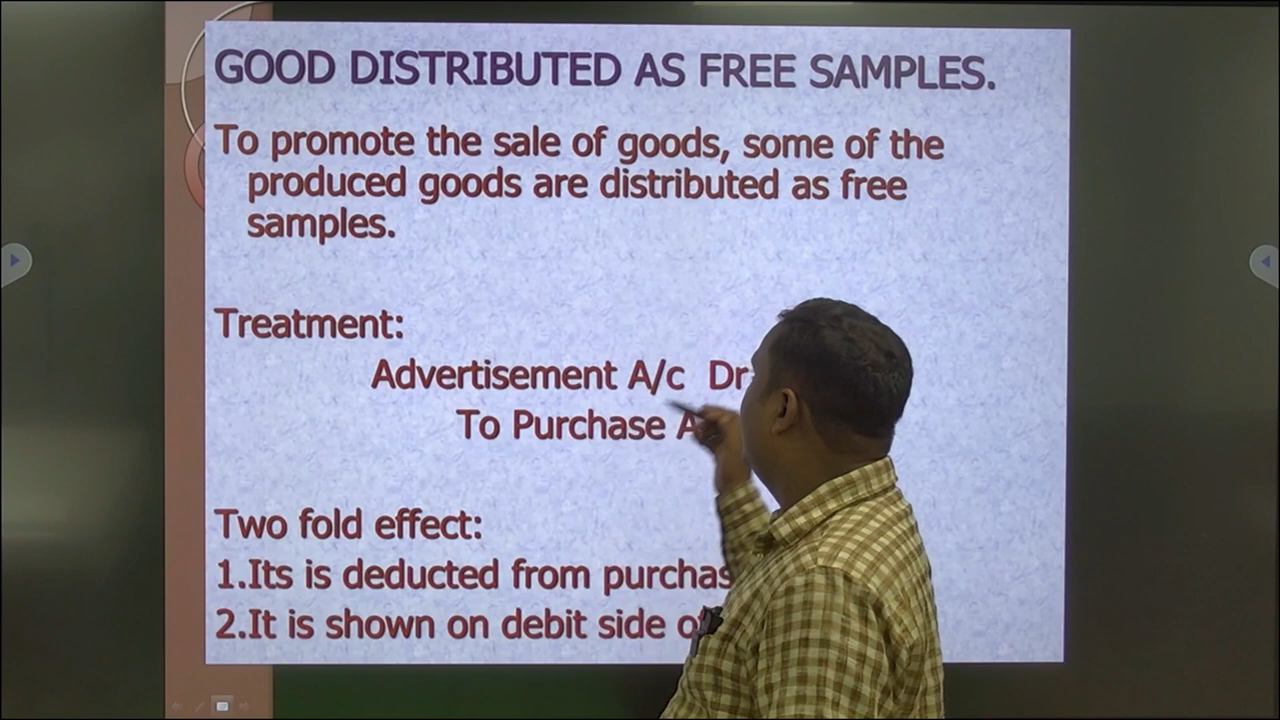 GOOD DISTRIBUTED AS FREE SAMPLES.
To promote the sale of goods, some of the
produced goods are distributed as free
samples.
Treatment:
Advertisement A/c Dr
To Purchase A
Two fold effect:
1.Its is deducted from
2.It is shown on debit side